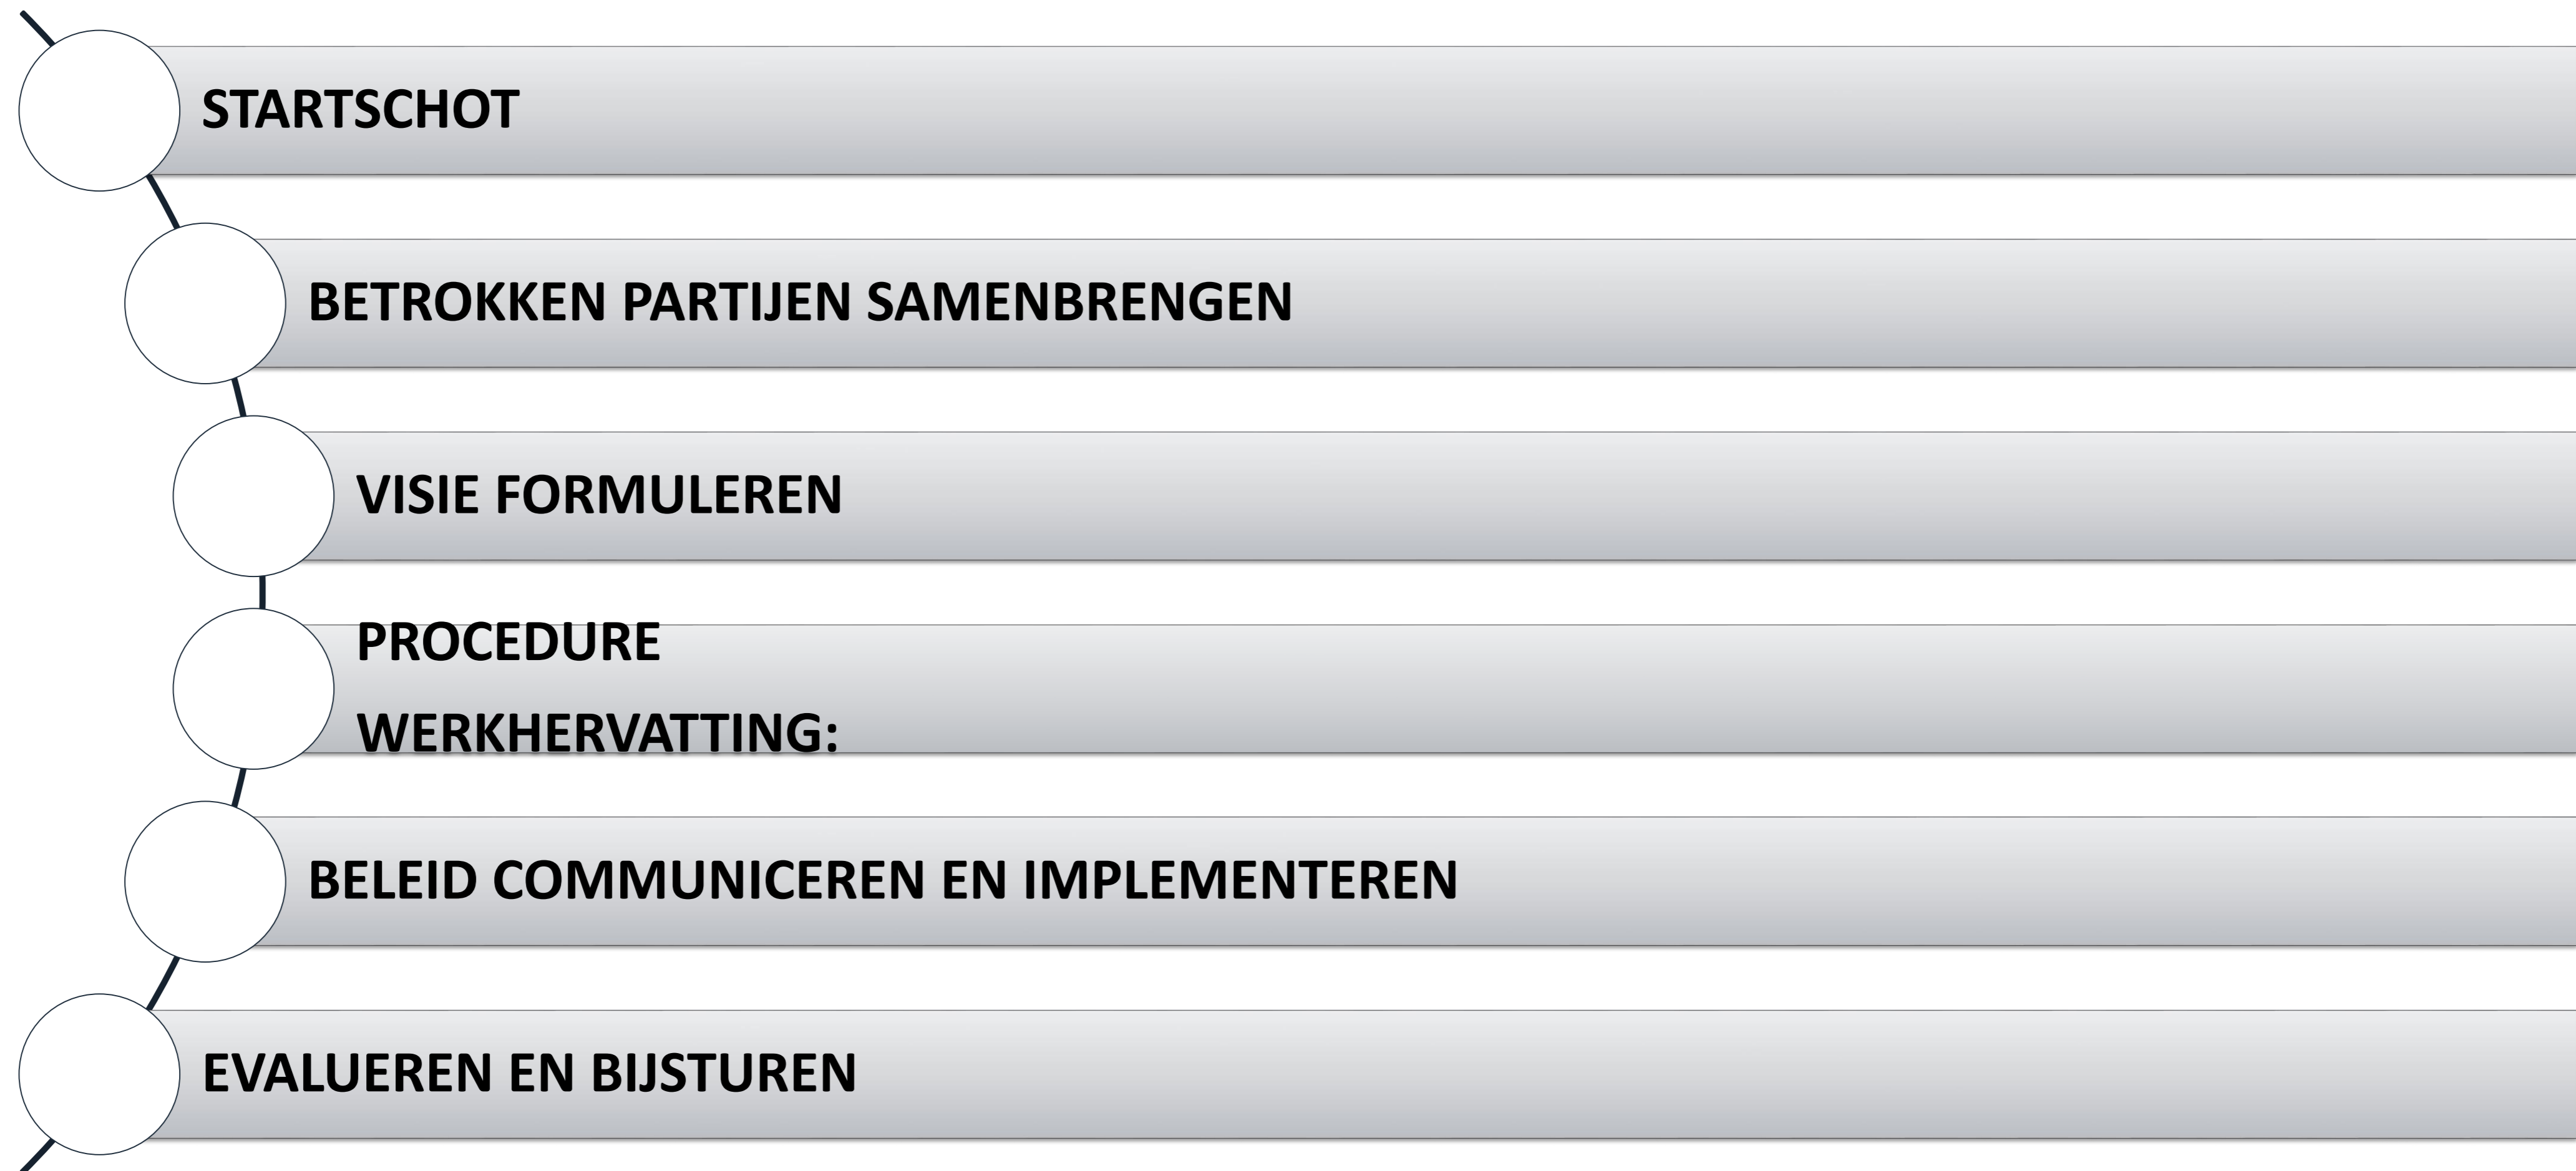 STARTSCHOT
BETROKKEN PARTIJEN SAMENBRENGEN
VISIE FORMULEREN
PROCEDURE
WERKHERVATTING:
BELEID COMMUNICEREN EN IMPLEMENTEREN
EVALUEREN EN BIJSTUREN